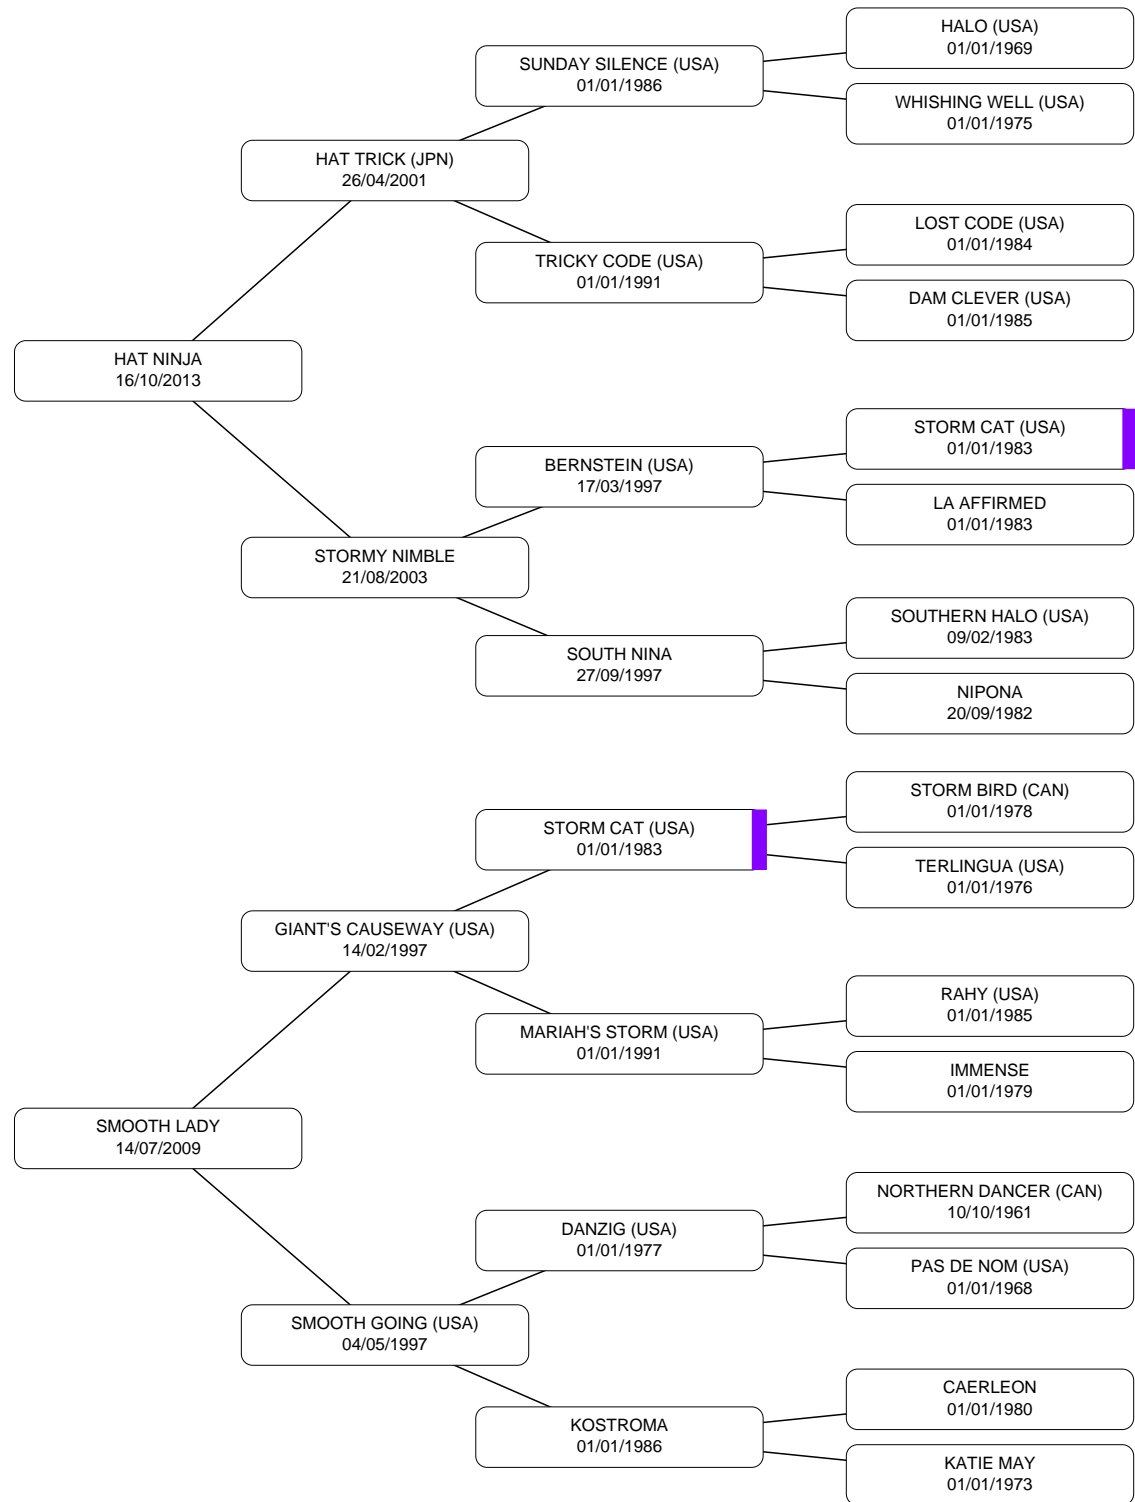 HALO (USA)
01/01/1969
SUNDAY SILENCE (USA)
01/01/1986
WHISHING WELL (USA)
01/01/1975
HAT TRICK (JPN)
26/04/2001
LOST CODE (USA)
01/01/1984
TRICKY CODE (USA)
01/01/1991
DAM CLEVER (USA)
01/01/1985
HAT NINJA
16/10/2013
STORM CAT (USA)
01/01/1983
BERNSTEIN (USA)
17/03/1997
LA AFFIRMED
01/01/1983
STORMY NIMBLE
21/08/2003
SOUTHERN HALO (USA)
09/02/1983
SOUTH NINA
27/09/1997
NIPONA
20/09/1982
STORM BIRD (CAN)
01/01/1978
STORM CAT (USA)
01/01/1983
TERLINGUA (USA)
01/01/1976
GIANT'S CAUSEWAY (USA)
14/02/1997
RAHY (USA)
01/01/1985
MARIAH'S STORM (USA)
01/01/1991
IMMENSE
01/01/1979
SMOOTH LADY
14/07/2009
NORTHERN DANCER (CAN)
10/10/1961
DANZIG (USA)
01/01/1977
PAS DE NOM (USA)
01/01/1968
SMOOTH GOING (USA)
04/05/1997
CAERLEON
01/01/1980
KOSTROMA
01/01/1986
KATIE MAY
01/01/1973